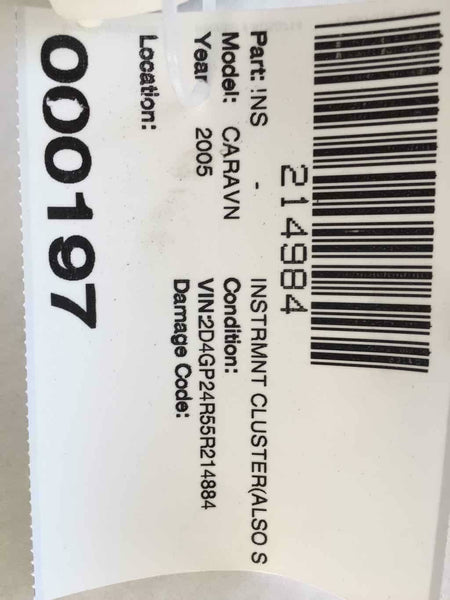 214984
Part: INS - INSTRMNT CLUSTER(ALSO S
Model: CARAVN Condition:
Year 2005 VIN:2D4GP24R55R214884
Damage Code:
Location:
000197